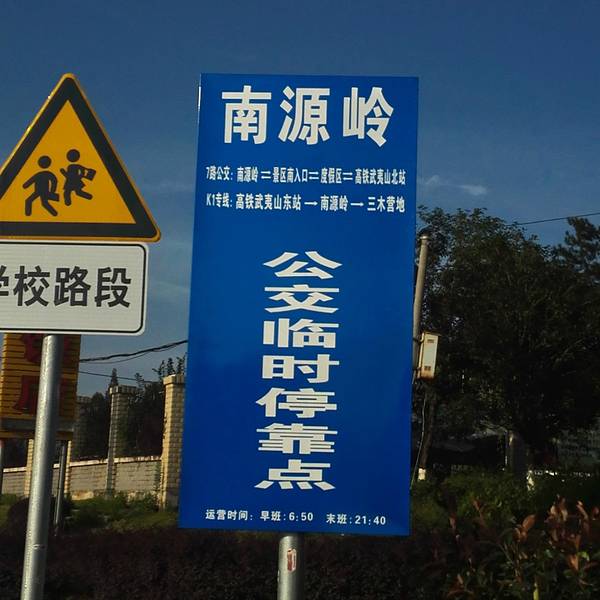 南源岭
7路公交：南源岭＝景区南入口＝度假区＝高铁武夷山北站
K1专线：高铁武夷山东站→南源岭→三木营地
公交临时停靠点
运营时间：早班：6:50 末班：21:40
学校路段